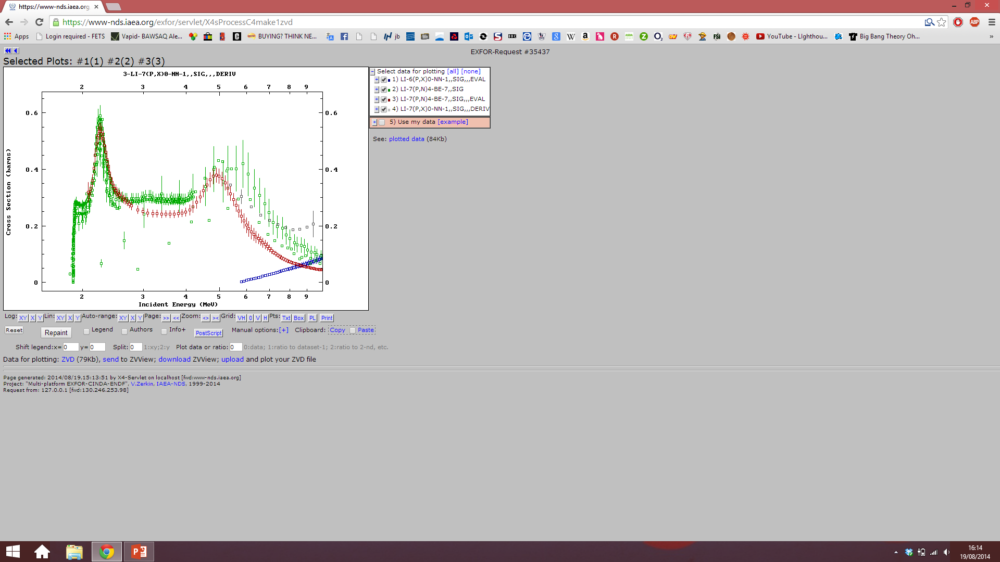 https://www-nds.iaea.org
https://www-nds.iaea.org/exfor/servlet/X4sProcessC4make1zvd
ABP
Apps
Login required - FETS
Vapid- BAWSAQ Ale...
BUYING? THINK NE...
jb
YouTube - LIghthou...
Big Bang Theory Oh...
»
EXFOR-Request #35437
Selected Plots: #1(1) #2(2) #3(3)
3-LI-7(P,X)0-NN-1,,SIG,,,DERIV
2 3 4 5 6 7 8 9
0.6 0.6
0.4 0.4
0.2 0.2
0 0
Cross Section (barns)
2 3 4 5 6 7 8 9
Incident Energy (MeV)
Select data for plotting [all] [none]
1) LI-6(P,X)0-NN-1,,SIG,,,EVAL
2) LI-7(P,N)4-BE-7,,SIG
3) LI-7(P,N)4-BE-7,,SIG,,,EVAL
4) LI-7(P,X)0-NN-1,,SIG,,,DERIV
5) Use my data [example]
See: plotted data (84Kb)
Log: XY X Y Lin: XY X Y Auto-range: XY X Y Page: >> << Zoom: <> >< Grid: VH 0 V H Pts: Txt Box PL Print
Reset Repaint Legend Authors Info+ PostScript Manual options:[+] Clipboard: Copy Paste
Shift legend:x= 0 y= 0 Split: 0 1:xy;2:y Plot data or ratio: 0 0:data; 1:ratio to dataset-1; 2:ratio to 2-nd, etc.
Data for plotting: ZVD (79Kb), send to ZVView; download ZVView; upload and plot your ZVD file
Page generated: 2014/08/19,15:13:51 by X4-Servlet on localhost [fwd:www-nds.iaea.org]
Project: "Multi-platform EXFOR-CINDA-ENDF", V.Zerkin, IAEA-NDS, 1999-2014
Request from: 127.0.0.1 [fwd:130.246.253.98]
16:14
19/08/2014